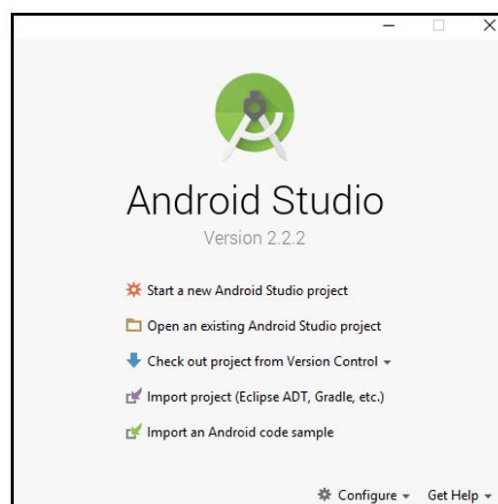 Android Studio
Version 2.2.2
Start a new Android Studio project
Open an existing Android Studio project
Check out project from Version Control
Import project (Eclipse ADT, Gradle, etc.)
Import an Android code sample
Configure Get Help